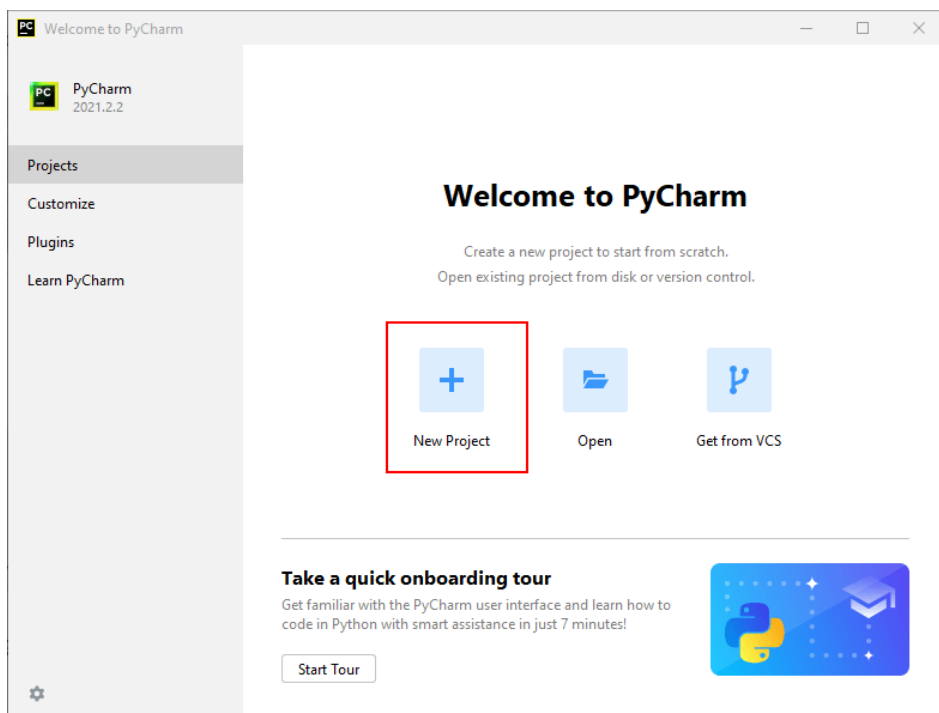 PC Welcome to PyCharm
PC PyCharm
2021.2.2
Projects
Customize
Plugins
Learn PyCharm
Welcome to PyCharm
Create a new project to start from scratch.
Open existing project from disk or version control.
New Project Open Get from VCS
Take a quick onboarding tour
Get familiar with the PyCharm user interface and learn how to
code in Python with smart assistance in just 7 minutes!
Start Tour